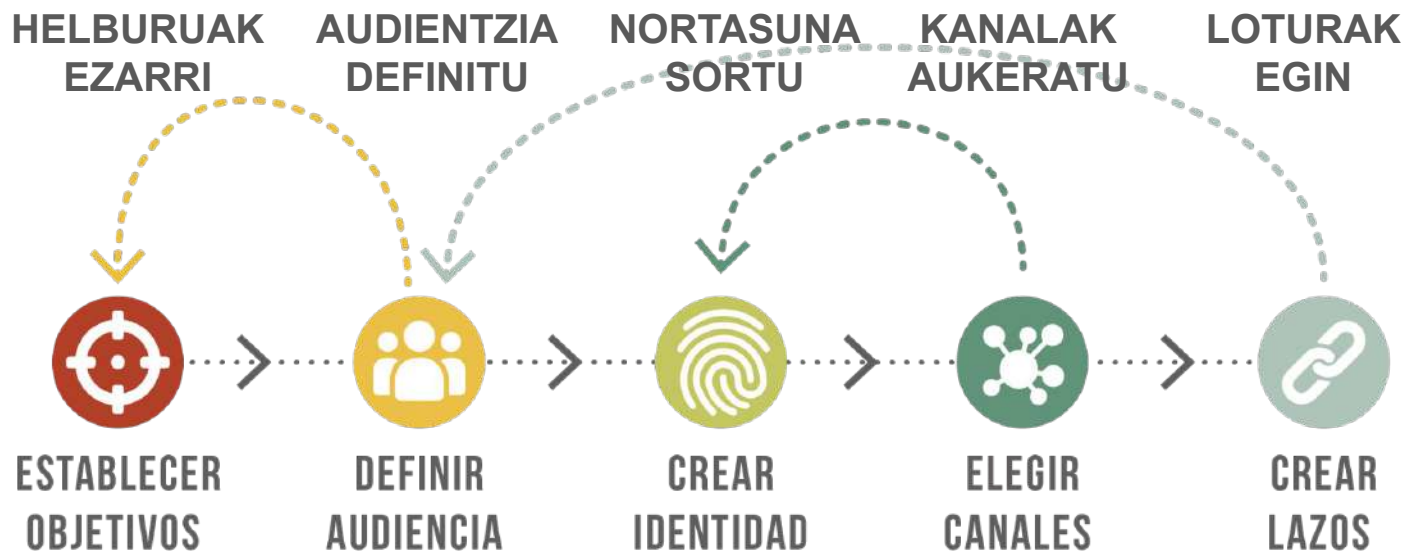 HELBURUAK
EZARRI
AUDIENTZIA
DEFINITU
NORTASUNA
SORTU
KANALAK
AUKERATU
LOTURAK
EGIN
ESTABLECER
OBJETIVOS
DEFINIR
AUDIENCIA
CREAR
IDENTIDAD
ELEGIR
CANALES
CREAR
LAZOS